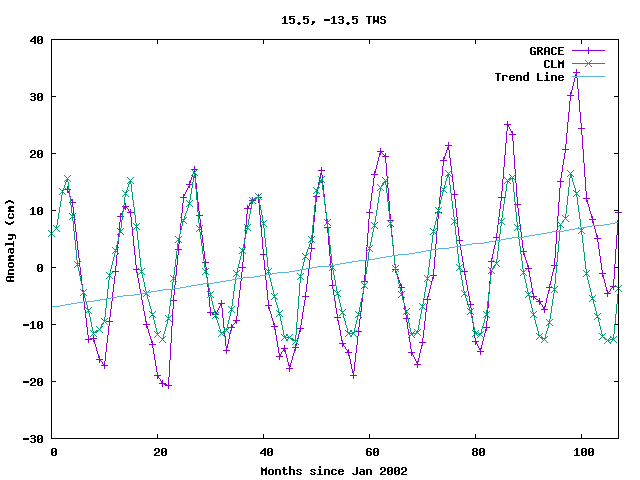 15.5, -13.5 TWS
GRACE
CLM
Trend Line
Anomaly (cm)
40
30
20
10
0
-10
-20
-30
0 20 40 60 80 100
Months since Jan 2002